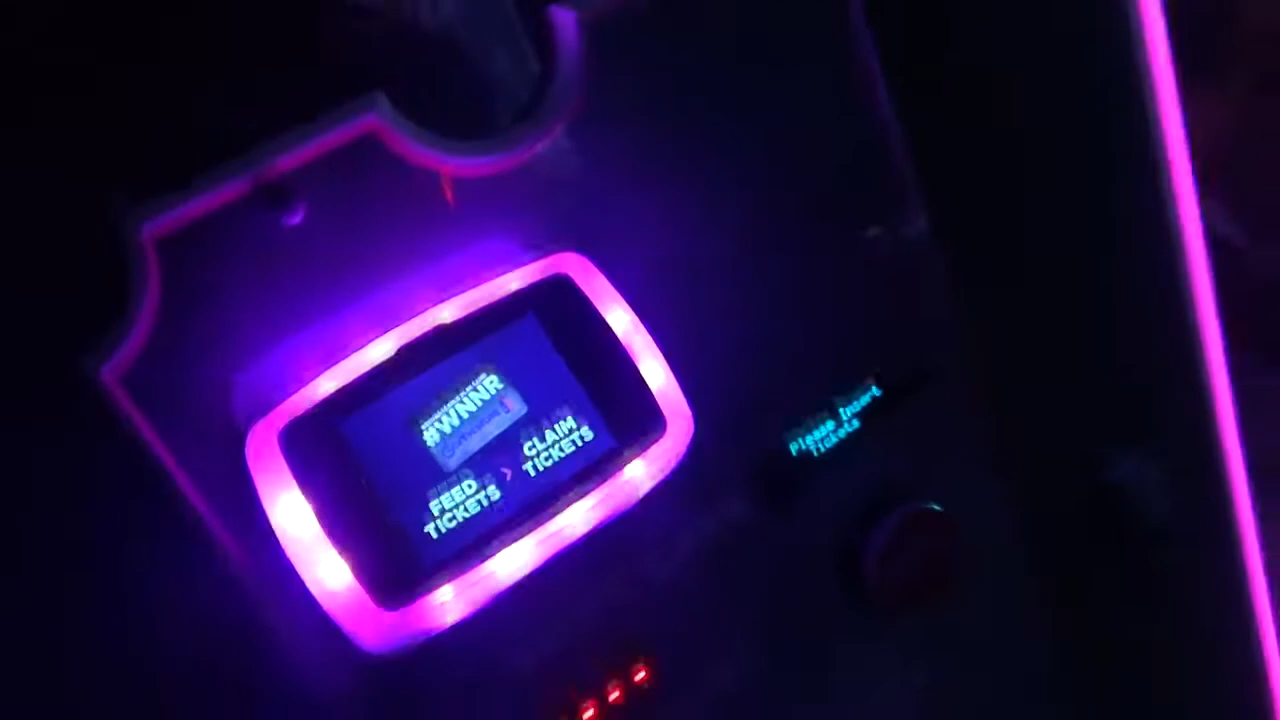 #WNNR
FEED
TICKETS
>
CLAIM
TICKETS
Please Insert
Tickets
---